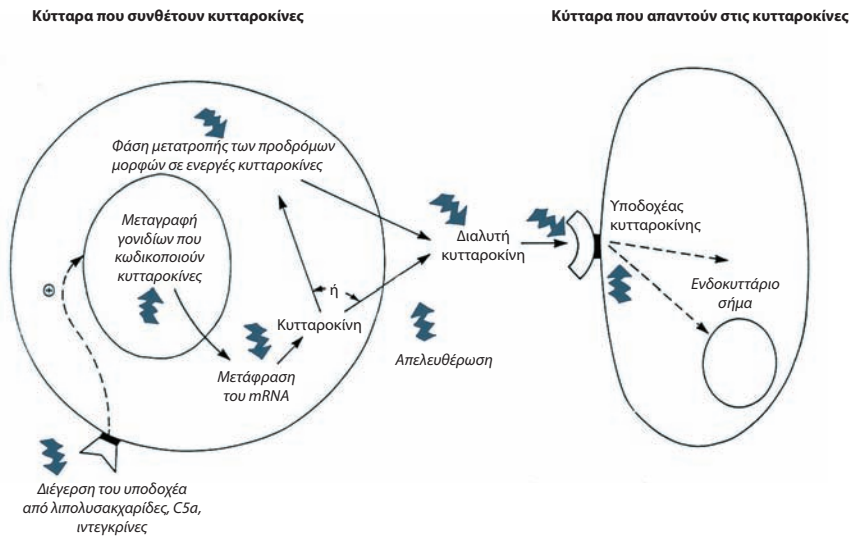 Κύτταρα που συνθέτουν κυτταροκίνες
Κύτταρα που απαντούν στις κυτταροκίνες
Φάση μετατροπής των προδρόμων
μορφών σε ενεργές κυτταροκίνες
Μεταγραφή
γονιδίων που
κωδικοποιούν
κυτταροκίνες
+
Μετάφραση
του mRNA
Κυτταροκίνη
ή
Διαλυτή
κυτταροκίνη
Απελευθέρωση
Υποδοχέας
κυτταροκίνης
Ενδοκυττάριο
σήμα
Διέγερση του υποδοχέα
από λιπολυσακχαρίδες, C5a,
ιντεγκρίνες